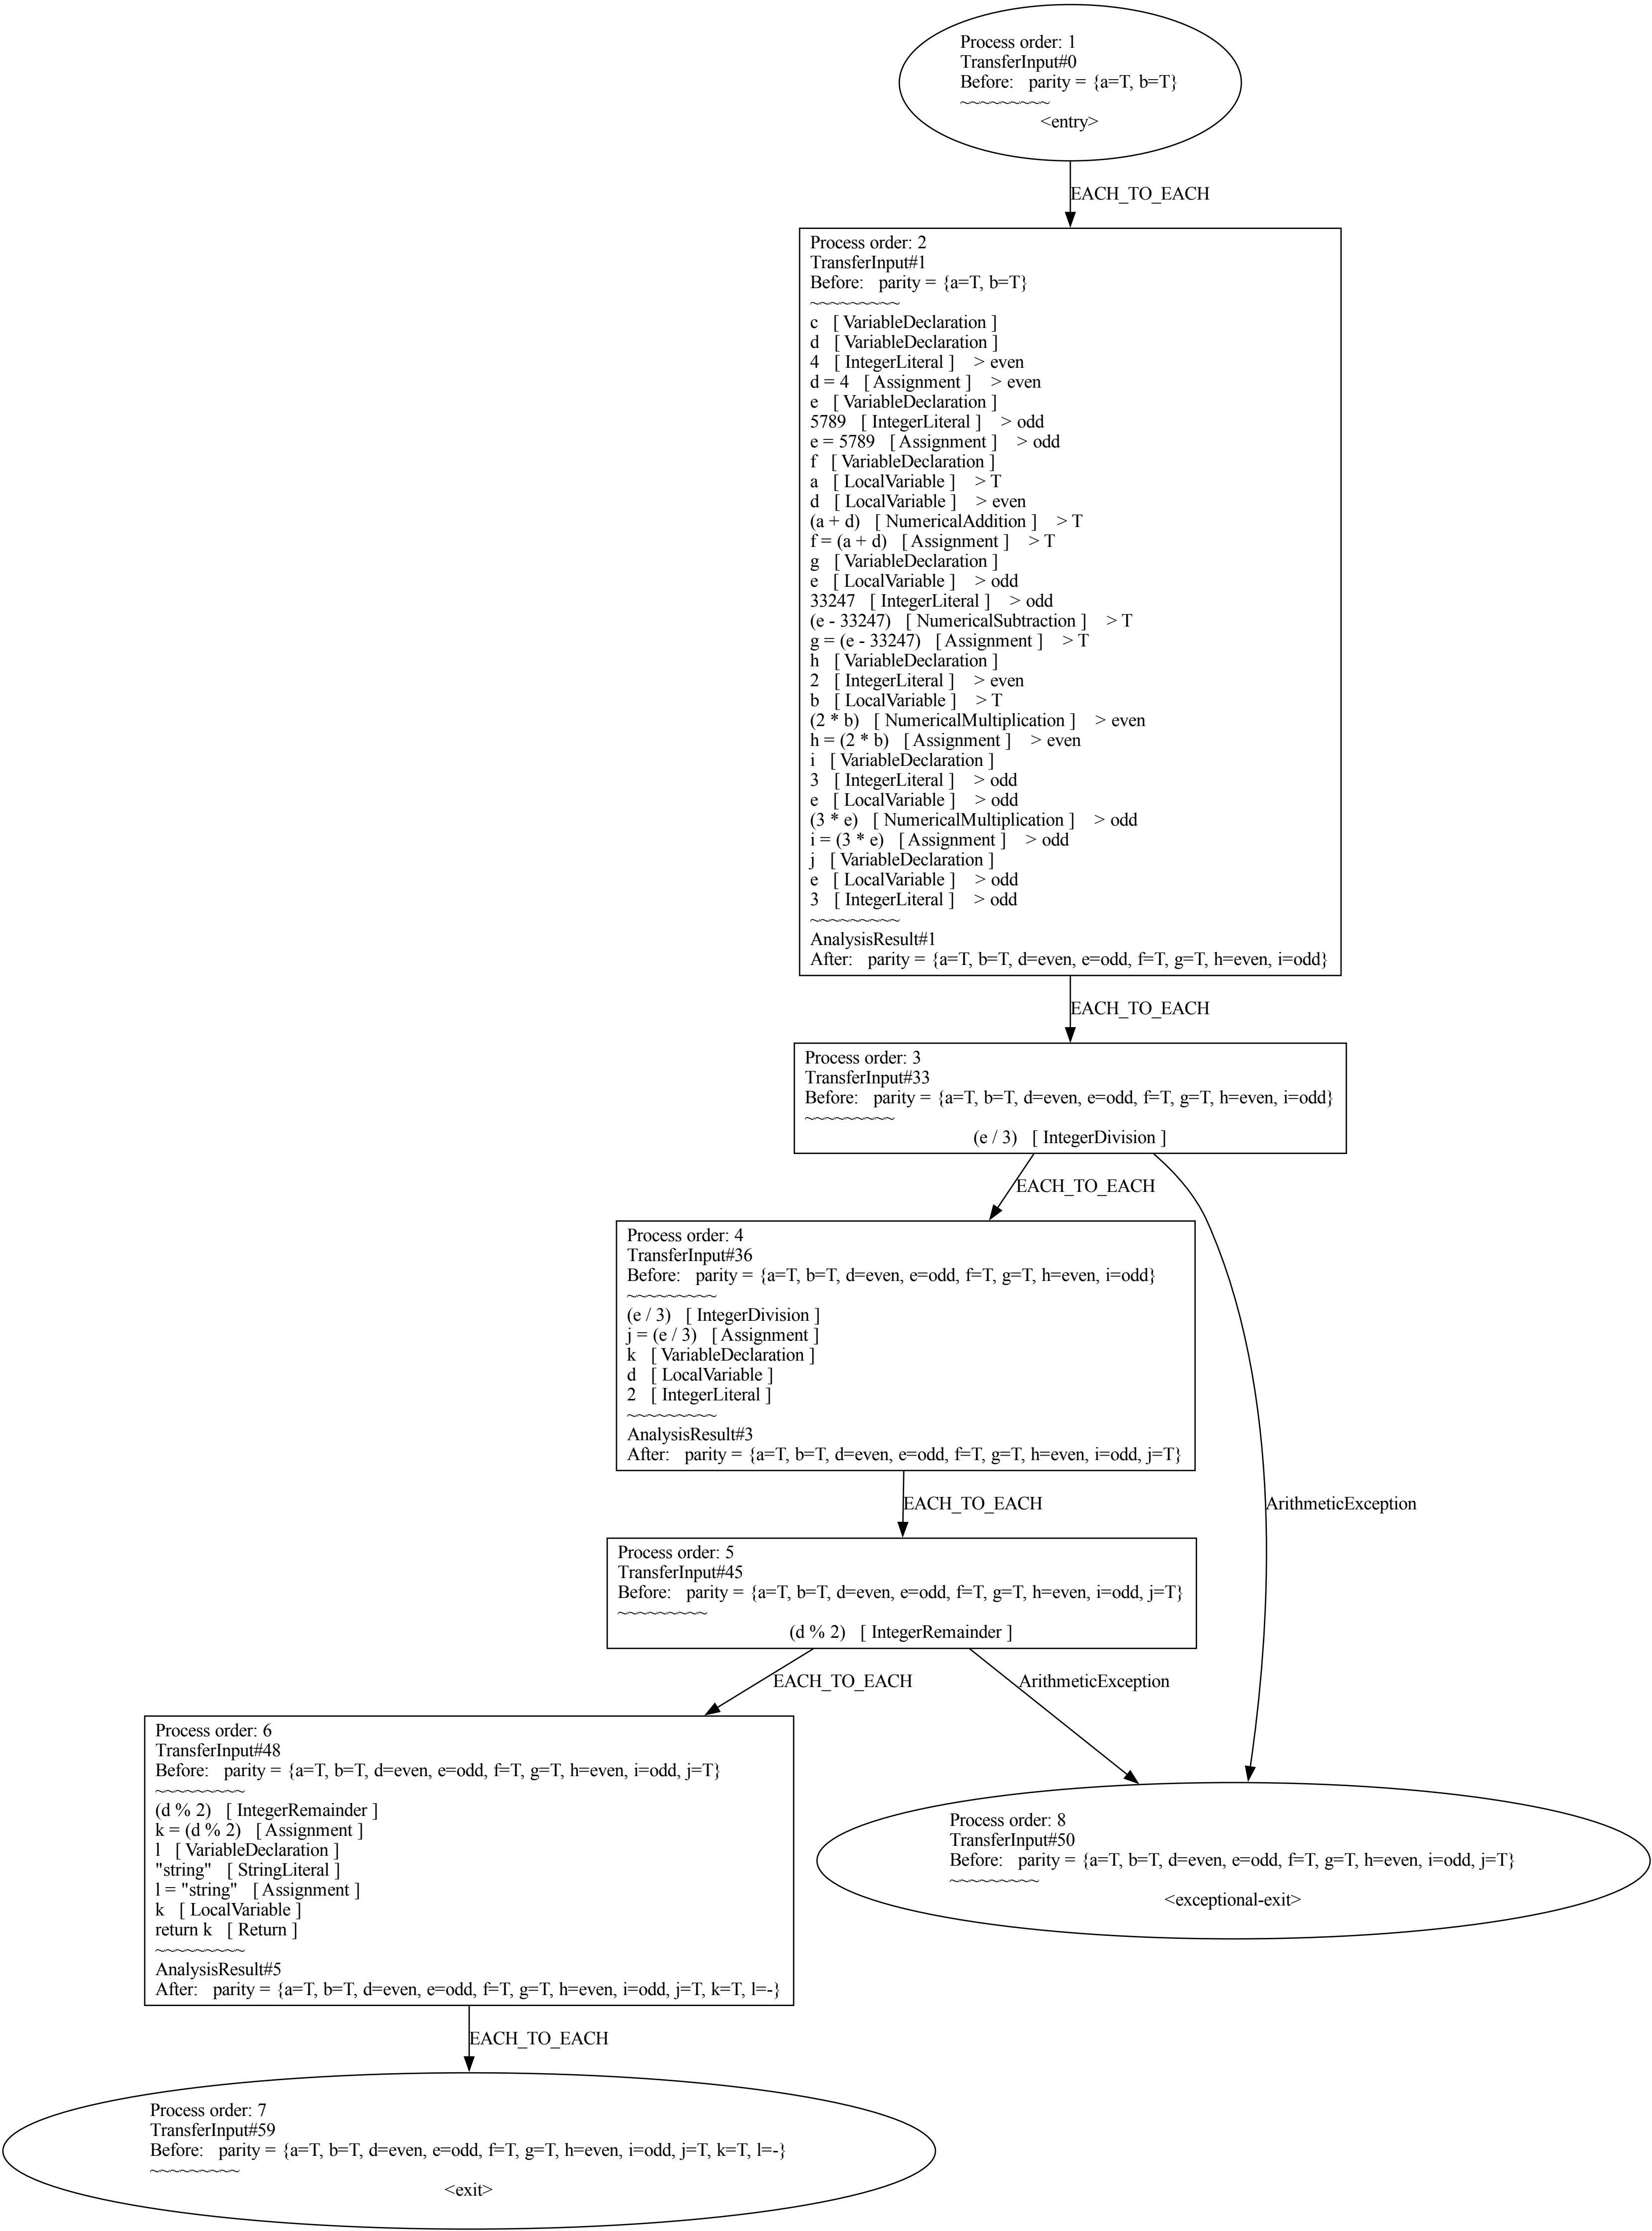 Process order: 1
TransferInput#0
Before:   parity = {a=T, b=T}
~~~~~~~~~
<entry>
EACH_TO_EACH
Process order: 2
TransferInput#1
Before:   parity = {a=T, b=T}
~~~~~~~~~
c   [ VariableDeclaration ]
d   [ VariableDeclaration ]
4   [ IntegerLiteral ]    > even
d = 4   [ Assignment ]    > even
e   [ VariableDeclaration ]
5789   [ IntegerLiteral ]    > odd
e = 5789   [ Assignment ]    > odd
f   [ VariableDeclaration ]
a   [ LocalVariable ]    > T
d   [ LocalVariable ]    > even
(a + d)   [ NumericalAddition ]    > T
f = (a + d)   [ Assignment ]    > T
g   [ VariableDeclaration ]
e   [ LocalVariable ]    > odd
33247   [ IntegerLiteral ]    > odd
(e - 33247)   [ NumericalSubtraction ]    > T
g = (e - 33247)   [ Assignment ]    > T
h   [ VariableDeclaration ]
2   [ IntegerLiteral ]    > even
b   [ LocalVariable ]    > T
(2 * b)   [ NumericalMultiplication ]    > even
h = (2 * b)   [ Assignment ]    > even
i   [ VariableDeclaration ]
3   [ IntegerLiteral ]    > odd
e   [ LocalVariable ]    > odd
(3 * e)   [ NumericalMultiplication ]    > odd
i = (3 * e)   [ Assignment ]    > odd
j   [ VariableDeclaration ]
e   [ LocalVariable ]    > odd
3   [ IntegerLiteral ]    > odd
~~~~~~~~~
AnalysisResult#1
After:   parity = {a=T, b=T, d=even, e=odd, f=T, g=T, h=even, i=odd}
EACH_TO_EACH
Process order: 3
TransferInput#33
Before:   parity = {a=T, b=T, d=even, e=odd, f=T, g=T, h=even, i=odd}
~~~~~~~~~
(e / 3)   [ IntegerDivision ]
EACH_TO_EACH
Process order: 4
TransferInput#36
Before:   parity = {a=T, b=T, d=even, e=odd, f=T, g=T, h=even, i=odd}
~~~~~~~~~
(e / 3)   [ IntegerDivision ]
j = (e / 3)   [ Assignment ]
k   [ VariableDeclaration ]
d   [ LocalVariable ]
2   [ IntegerLiteral ]
~~~~~~~~~
AnalysisResult#3
After:   parity = {a=T, b=T, d=even, e=odd, f=T, g=T, h=even, i=odd, j=T}
EACH_TO_EACH
ArithmeticException
Process order: 5
TransferInput#45
Before:   parity = {a=T, b=T, d=even, e=odd, f=T, g=T, h=even, i=odd, j=T}
~~~~~~~~~
(d % 2)   [ IntegerRemainder ]
EACH_TO_EACH
ArithmeticException
Process order: 6
TransferInput#48
Before:   parity = {a=T, b=T, d=even, e=odd, f=T, g=T, h=even, i=odd, j=T}
~~~~~~~~~
(d % 2)   [ IntegerRemainder ]
k = (d % 2)   [ Assignment ]
l   [ VariableDeclaration ]
"string"   [ StringLiteral ]
l = "string"   [ Assignment ]
k   [ LocalVariable ]
return k   [ Return ]
~~~~~~~~~
AnalysisResult#5
After:   parity = {a=T, b=T, d=even, e=odd, f=T, g=T, h=even, i=odd, j=T, k=T, l=-}
Process order: 8
TransferInput#50
Before:   parity = {a=T, b=T, d=even, e=odd, f=T, g=T, h=even, i=odd, j=T}
~~~~~~~~~
<exceptional-exit>
EACH_TO_EACH
Process order: 7
TransferInput#59
Before:   parity = {a=T, b=T, d=even, e=odd, f=T, g=T, h=even, i=odd, j=T, k=T, l=-}
~~~~~~~~~
<exit>